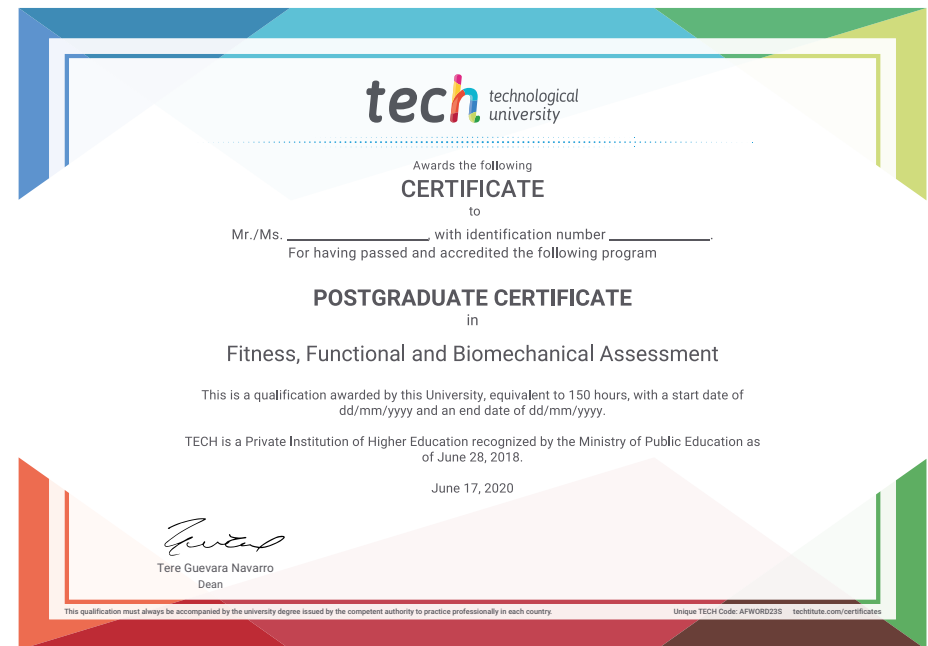 tech technological
university
Awards the following
CERTIFICATE
to
Mr./Ms. ____________________, with identification number ______________.
For having passed and accredited the following program
POSTGRADUATE CERTIFICATE
in
Fitness, Functional and Biomechanical Assessment
This is a qualification awarded by this University, equivalent to 150 hours, with a start date of
dd/mm/yyyy and an end date of dd/mm/yyyy.
TECH is a Private Institution of Higher Education recognized by the Ministry of Public Education as
of June 28, 2018.
June 17, 2020
Tere Guevara Navarro
Dean
This qualification must always be accompanied by the university degree issued by the competent authority to practice professionally in each country.
Unique TECH Code: AFWORD23S techtitute.com/certificates